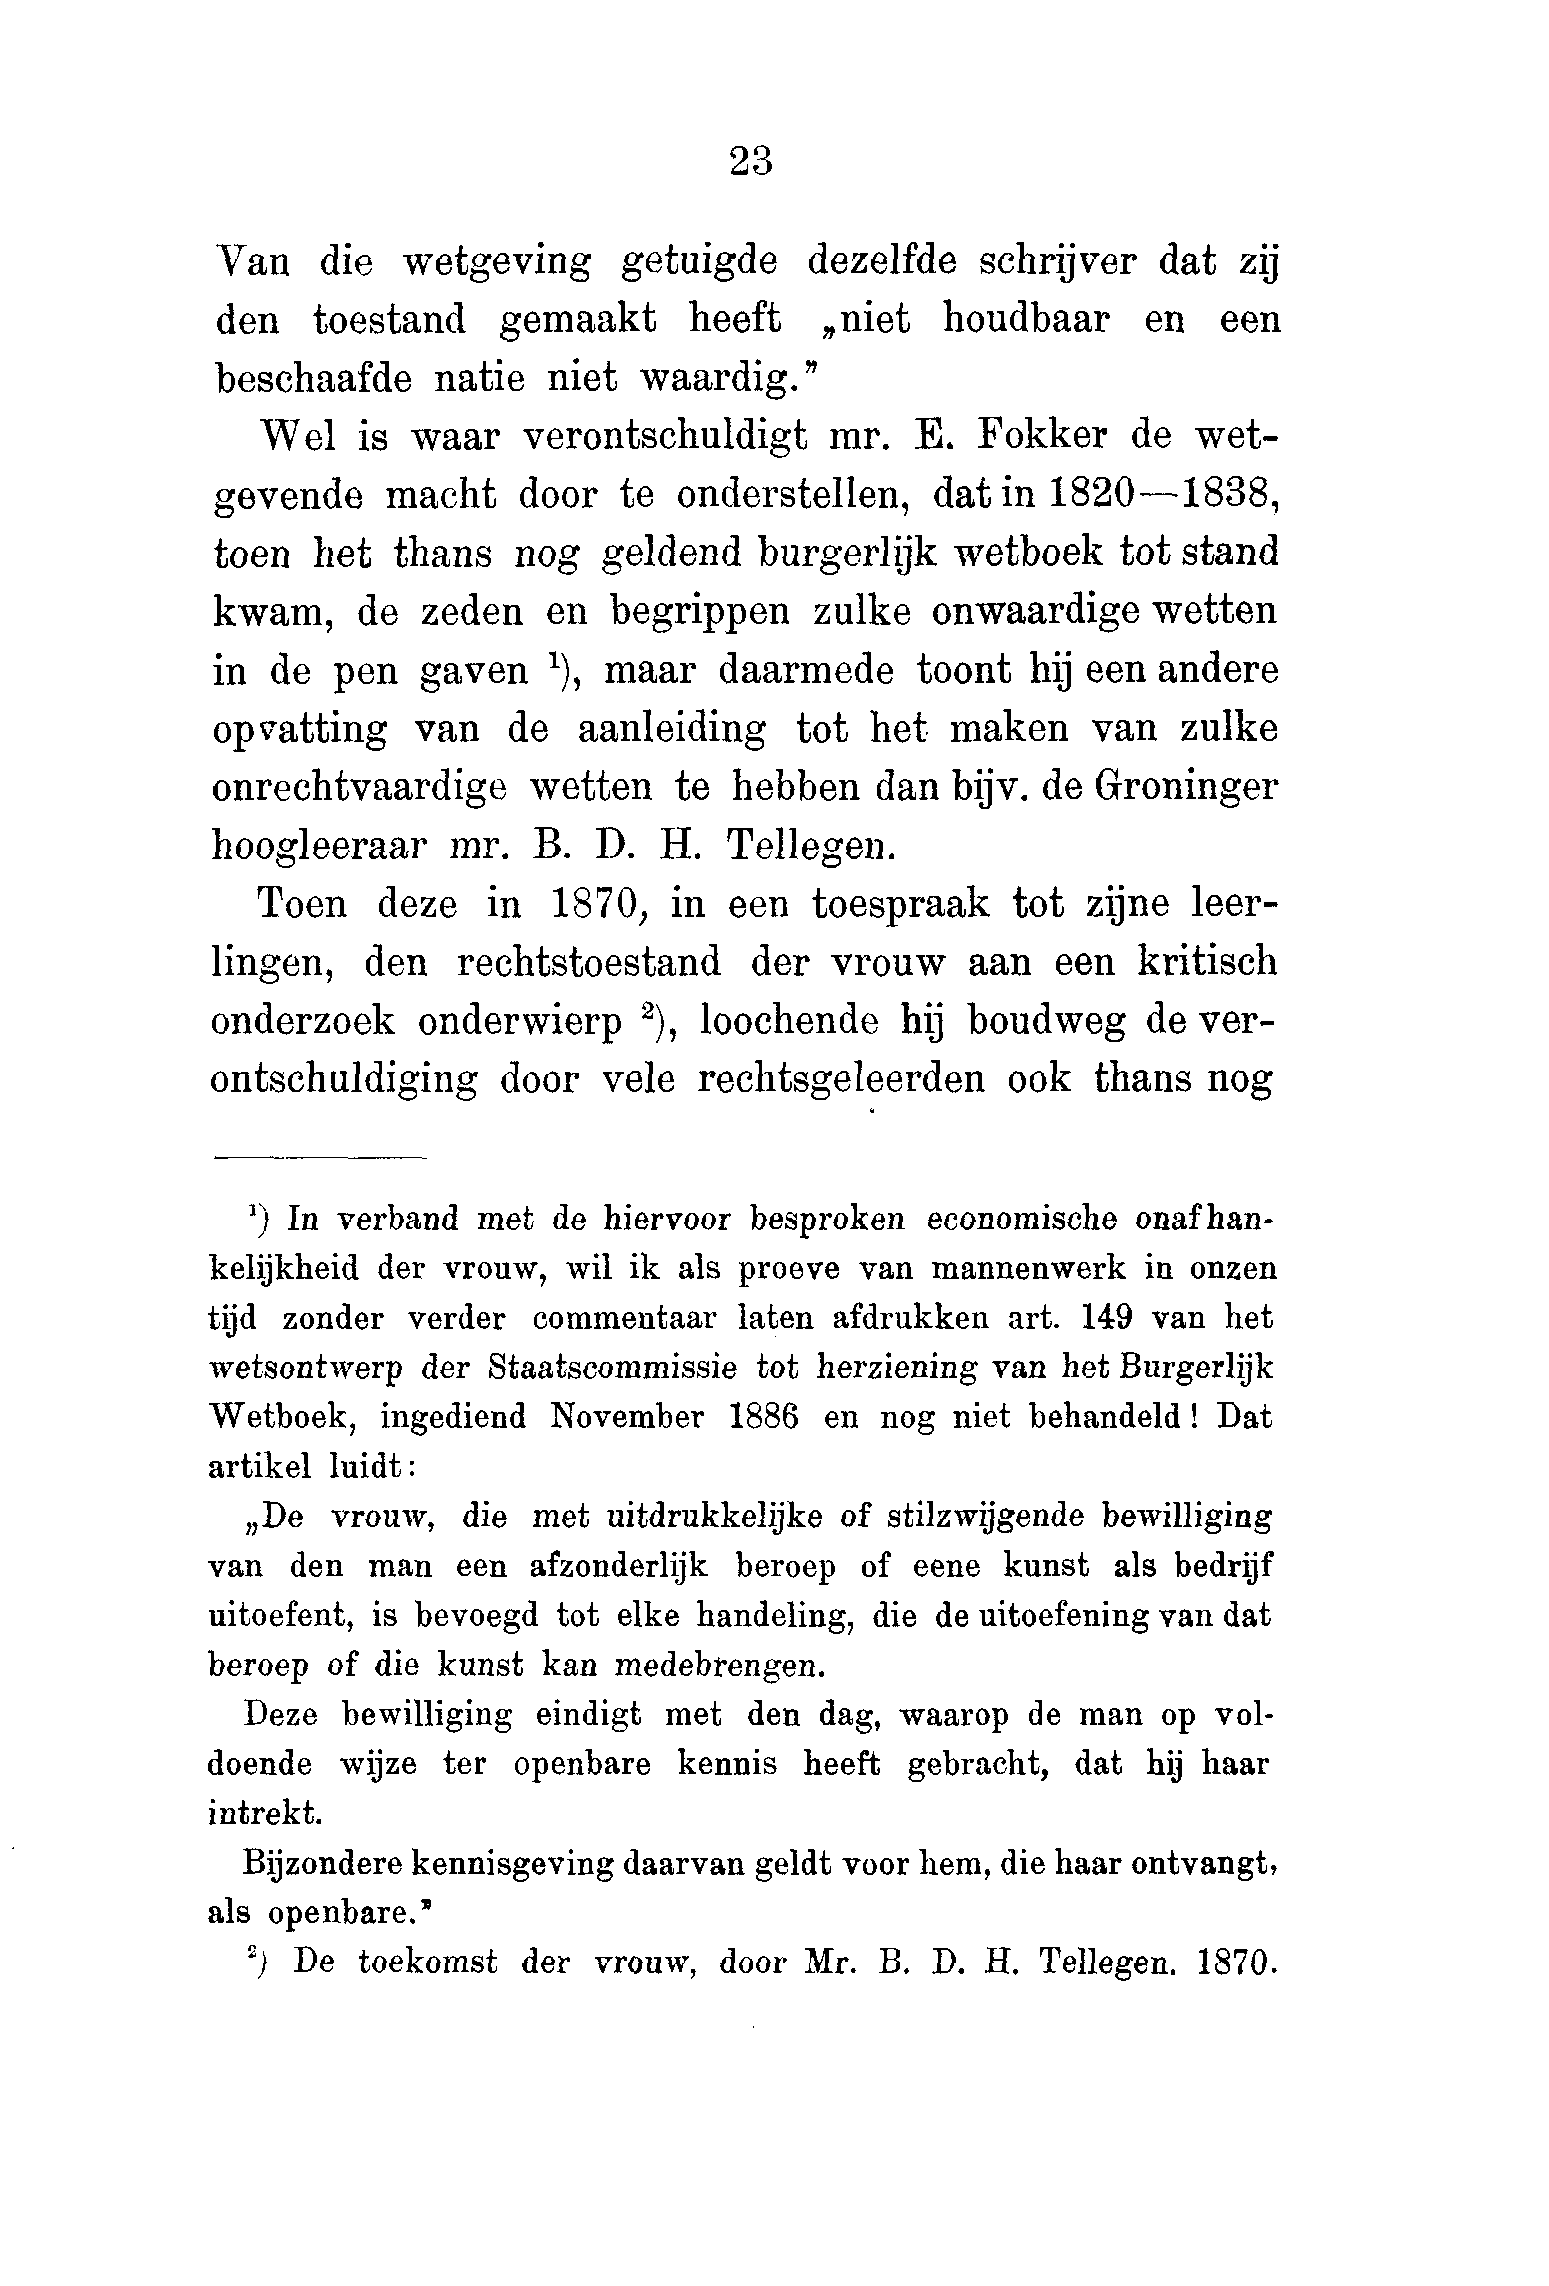 23
Van die wetgeving getuigde dezelfde schrijver dat zij
den toestand gemaakt heeft „niet houdbaar en een
beschaafde natie niet waardig.”
Wel is waar verontschuldigt mr. E. Fokker de wet-
gevende macht door te onderstellen, dat in 1820—1838,
toen het thans nog geldend burgerlijk wetboek tot stand
kwam, de zeden en begrippen zulke onwaardige wetten
in de pen gaven ¹), maar daarmede toont hij een andere
opvatting van de aanleiding tot het maken van zulke
onrechtvaardige wetten te hebben dan bijv. de Groninger
hoogleeraar mr. B. D. H. Tellegen.
Toen deze in 1870, in een toespraak tot zijne leer-
lingen, den rechtstoestand der vrouw aan een kritisch
onderzoek onderwierp ²), loochende hij boudweg de ver-
ontschuldiging door vele rechtsgeleerden ook thans nog
¹) In verband met de hiervoor besproken economische onafhan-
kelijkheid der vrouw, wil ik als proeve van mannenwerk in onzen
tijd zonder verder commentaar laten afdrukken art. 149 van het
wetsontwerp der Staatscommissie tot herziening van het Burgerlijk
Wetboek, ingediend November 1886 en nog niet behandeld! Dat
artikel luidt:
„De vrouw, die met uitdrukkelijke of stilzwijgende bewilliging
van den man een afzonderlijk beroep of eene kunst als bedrijf
uitoefent, is bevoegd tot elke handeling, die de uitoefening van dat
beroep of die kunst kan medebrengen.
Deze bewilliging eindigt met den dag, waarop de man op vol-
doende wijze ter openbare kennis heeft gebracht, dat hij haar
intrekt.
Bijzondere kennisgeving daarvan geldt voor hem, die haar ontvangt,
als openbare.”
²) De toekomst der vrouw, door Mr. B. D. H. Tellegen. 1870.